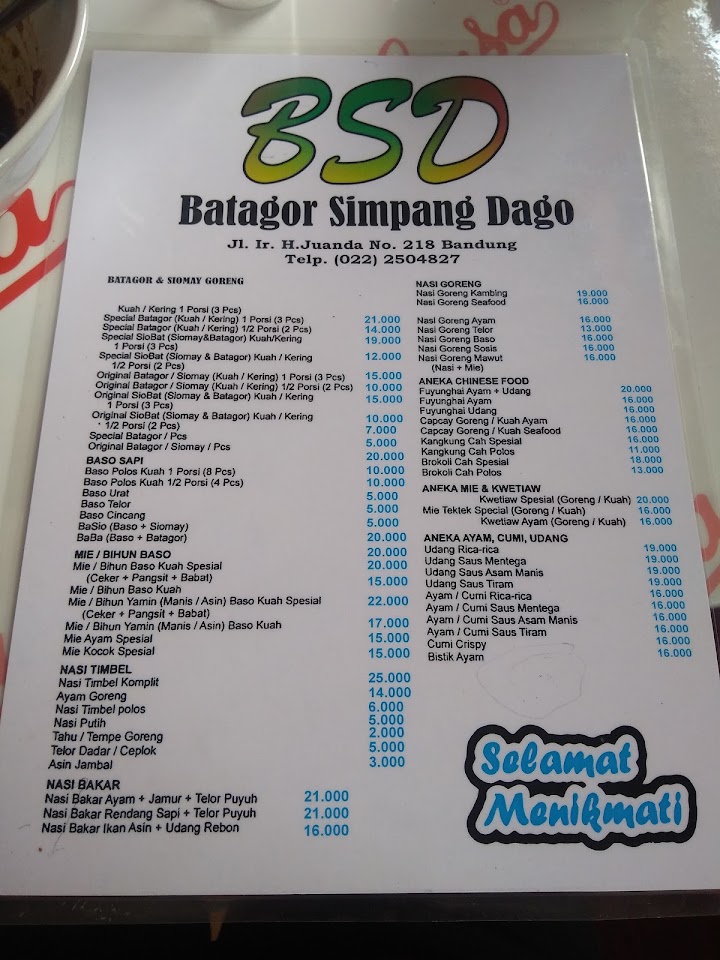 BSD
Batagor Simpang Dago
Jl. Ir. H.Juanda No. 218 Bandung
Telp. (022) 2504827
BATAGOR & SIOMAY GORENG
Kuah / Kering 1 Porsi (3 Pcs)
Special Batagor (Kuah / Kering) 1 Porsi (3 Pcs) 21.000
Special Batagor (Kuah / Kering) 1/2 Porsi (2 Pcs) 14.000
Special SioBat (Siomay&Batagor) Kuah/Kering 19.000
1 Porsi (3 Pcs)
Special SioBat (Siomay & Batagor) Kuah / Kering 12.000
1/2 Porsi (2 Pcs)
Original Batagor / Siomay (Kuah / Kering) 1 Porsi (3 Pcs) 15.000
Original Batagor / Siomay (Kuah / Kering) 1/2 Porsi (2 Pcs) 10.000
Original SioBat (Siomay & Batagor) Kuah / Kering 15.000
1 Porsi (3 Pcs)
Original SioBat (Siomay & Batagor) Kuah / Kering 10.000
1/2 Porsi (2 Pcs)
Special Batagor / Pcs 7.000
Original Batagor / Siomay / Pcs 5.000
BASO SAPI
Baso Polos Kuah 1 Porsi (8 Pcs) 20.000
Baso Polos Kuah 1/2 Porsi (4 Pcs) 10.000
Baso Urat 10.000
Baso Telor 5.000
Baso Cincang 5.000
BaSio (Baso + Siomay) 5.000
BaBa (Baso + Batagor) 20.000
20.000
MIE / BIHUN BASO
Mie / Bihun Baso Kuah Spesial 20.000
(Ceker + Pangsit + Babat)
Mie / Bihun Baso Kuah 15.000
Mie / Bihun Yamin (Manis / Asin) Baso Kuah Spesial 22.000
(Ceker + Pangsit + Babat)
Mie / Bihun Yamin (Manis / Asin) Baso Kuah 17.000
Mie Ayam Spesial 15.000
Mie Kocok Spesial 15.000
NASI TIMBEL
Nasi Timbel Komplit 25.000
Ayam Goreng 14.000
Nasi Timbel polos 6.000
Nasi Putih 5.000
Tahu / Tempe Goreng 2.000
Telor Dadar / Ceplok 5.000
Asin Jambal 3.000
NASI BAKAR
Nasi Bakar Ayam + Jamur + Telor Puyuh 21.000
Nasi Bakar Rendang Sapi + Telor Puyuh 21.000
Nasi Bakar Ikan Asin + Udang Rebon 16.000
NASI GORENG
Nasi Goreng Kambing 19.000
Nasi Goreng Seafood 16.000
Nasi Goreng Ayam 16.000
Nasi Goreng Telor 13.000
Nasi Goreng Baso 16.000
Nasi Goreng Sosis 16.000
Nasi Goreng Mawut 16.000
(Nasi + Mie)
ANEKA CHINESE FOOD
Fuyunghai Ayam + Udang 20.000
Fuyunghai Ayam 16.000
Fuyunghai Udang 16.000
Capcay Goreng / Kuah Ayam 16.000
Capcay Goreng / Kuah Seafood 16.000
Kangkung Cah Spesial 16.000
Kangkung Cah Polos 11.000
Brokoli Cah Spesial 18.000
Brokoli Cah Polos 13.000
ANEKA MIE & KWETIAW
Kwetiaw Spesial (Goreng / Kuah) 20.000
Mie Tektek Special (Goreng / Kuah) 16.000
Kwetiaw Ayam (Goreng / Kuah) 16.000
ANEKA AYAM, CUMI, UDANG
Udang Rica-rica 19.000
Udang Saus Mentega 19.000
Udang Saus Asam Manis 19.000
Udang Saus Tiram 19.000
Ayam / Cumi Rica-rica 16.000
Ayam / Cumi Saus Mentega 16.000
Ayam / Cumi Saus Asam Manis 16.000
Ayam / Cumi Saus Tiram 16.000
Cumi Crispy 16.000
Bistik Ayam 16.000
Selamat
Menikmati